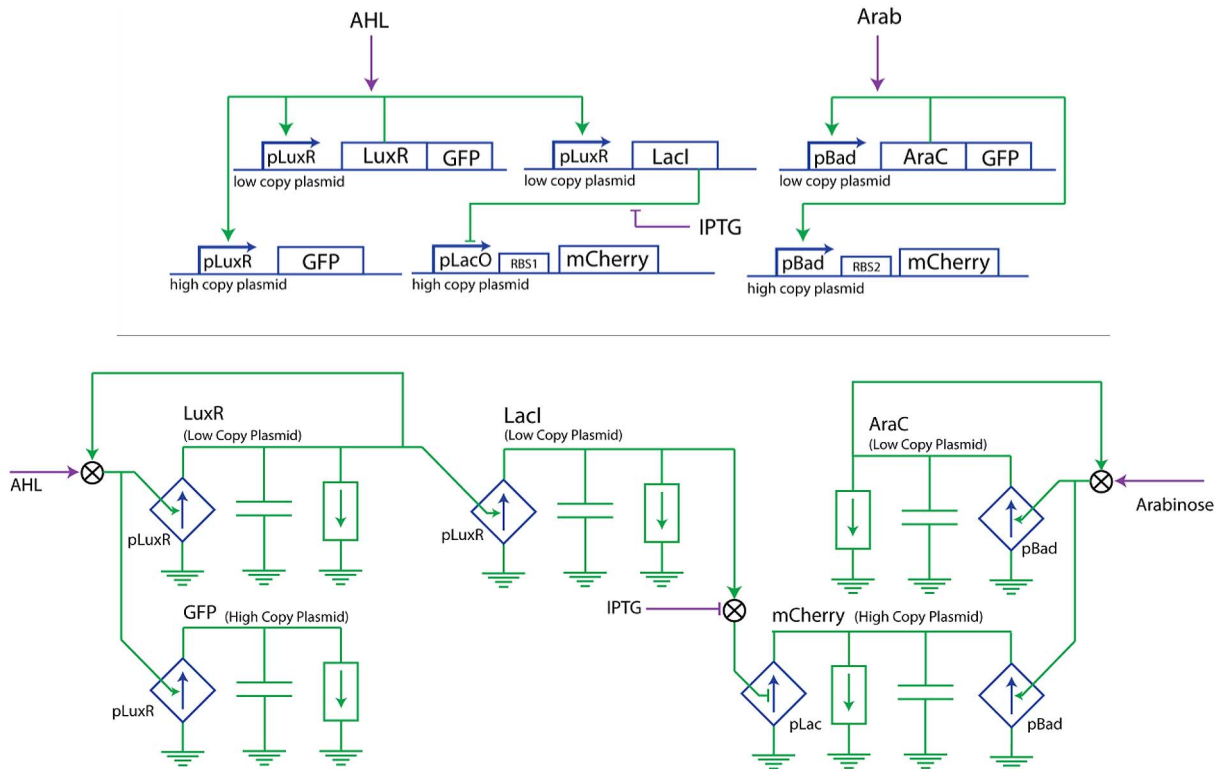 AHL
Arab
pLuxR
LuxR
GFP
low copy plasmid
pLuxR
LacI
low copy plasmid
pBad
AraC
GFP
low copy plasmid
IPTG
pLuxR
GFP
high copy plasmid
pLacO
RBS1
mCherry
high copy plasmid
pBad
RBS2
mCherry
high copy plasmid
LuxR
(Low Copy Plasmid)
LacI
(Low Copy Plasmid)
AraC
(Low Copy Plasmid)
AHL
Arabinose
pLuxR
pLuxR
pBad
IPTG
GFP (High Copy Plasmid)
mCherry (High Copy Plasmid)
pLuxR
pLac
pBad